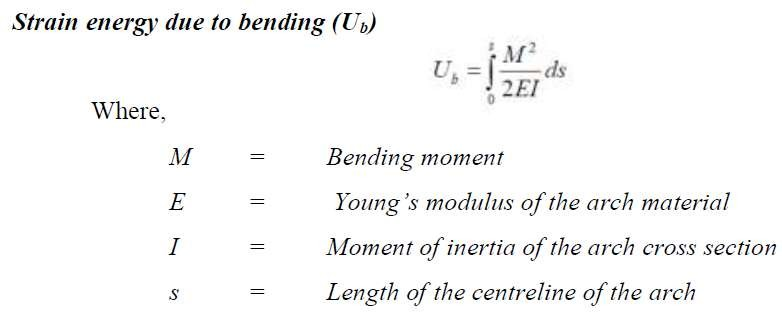 Strain energy due to bending (U_b)
U_b = ∫_0^s M²/2EI ds
Where,
M = Bending moment
E = Young's modulus of the arch material
I = Moment of inertia of the arch cross section
s = Length of the centreline of the arch